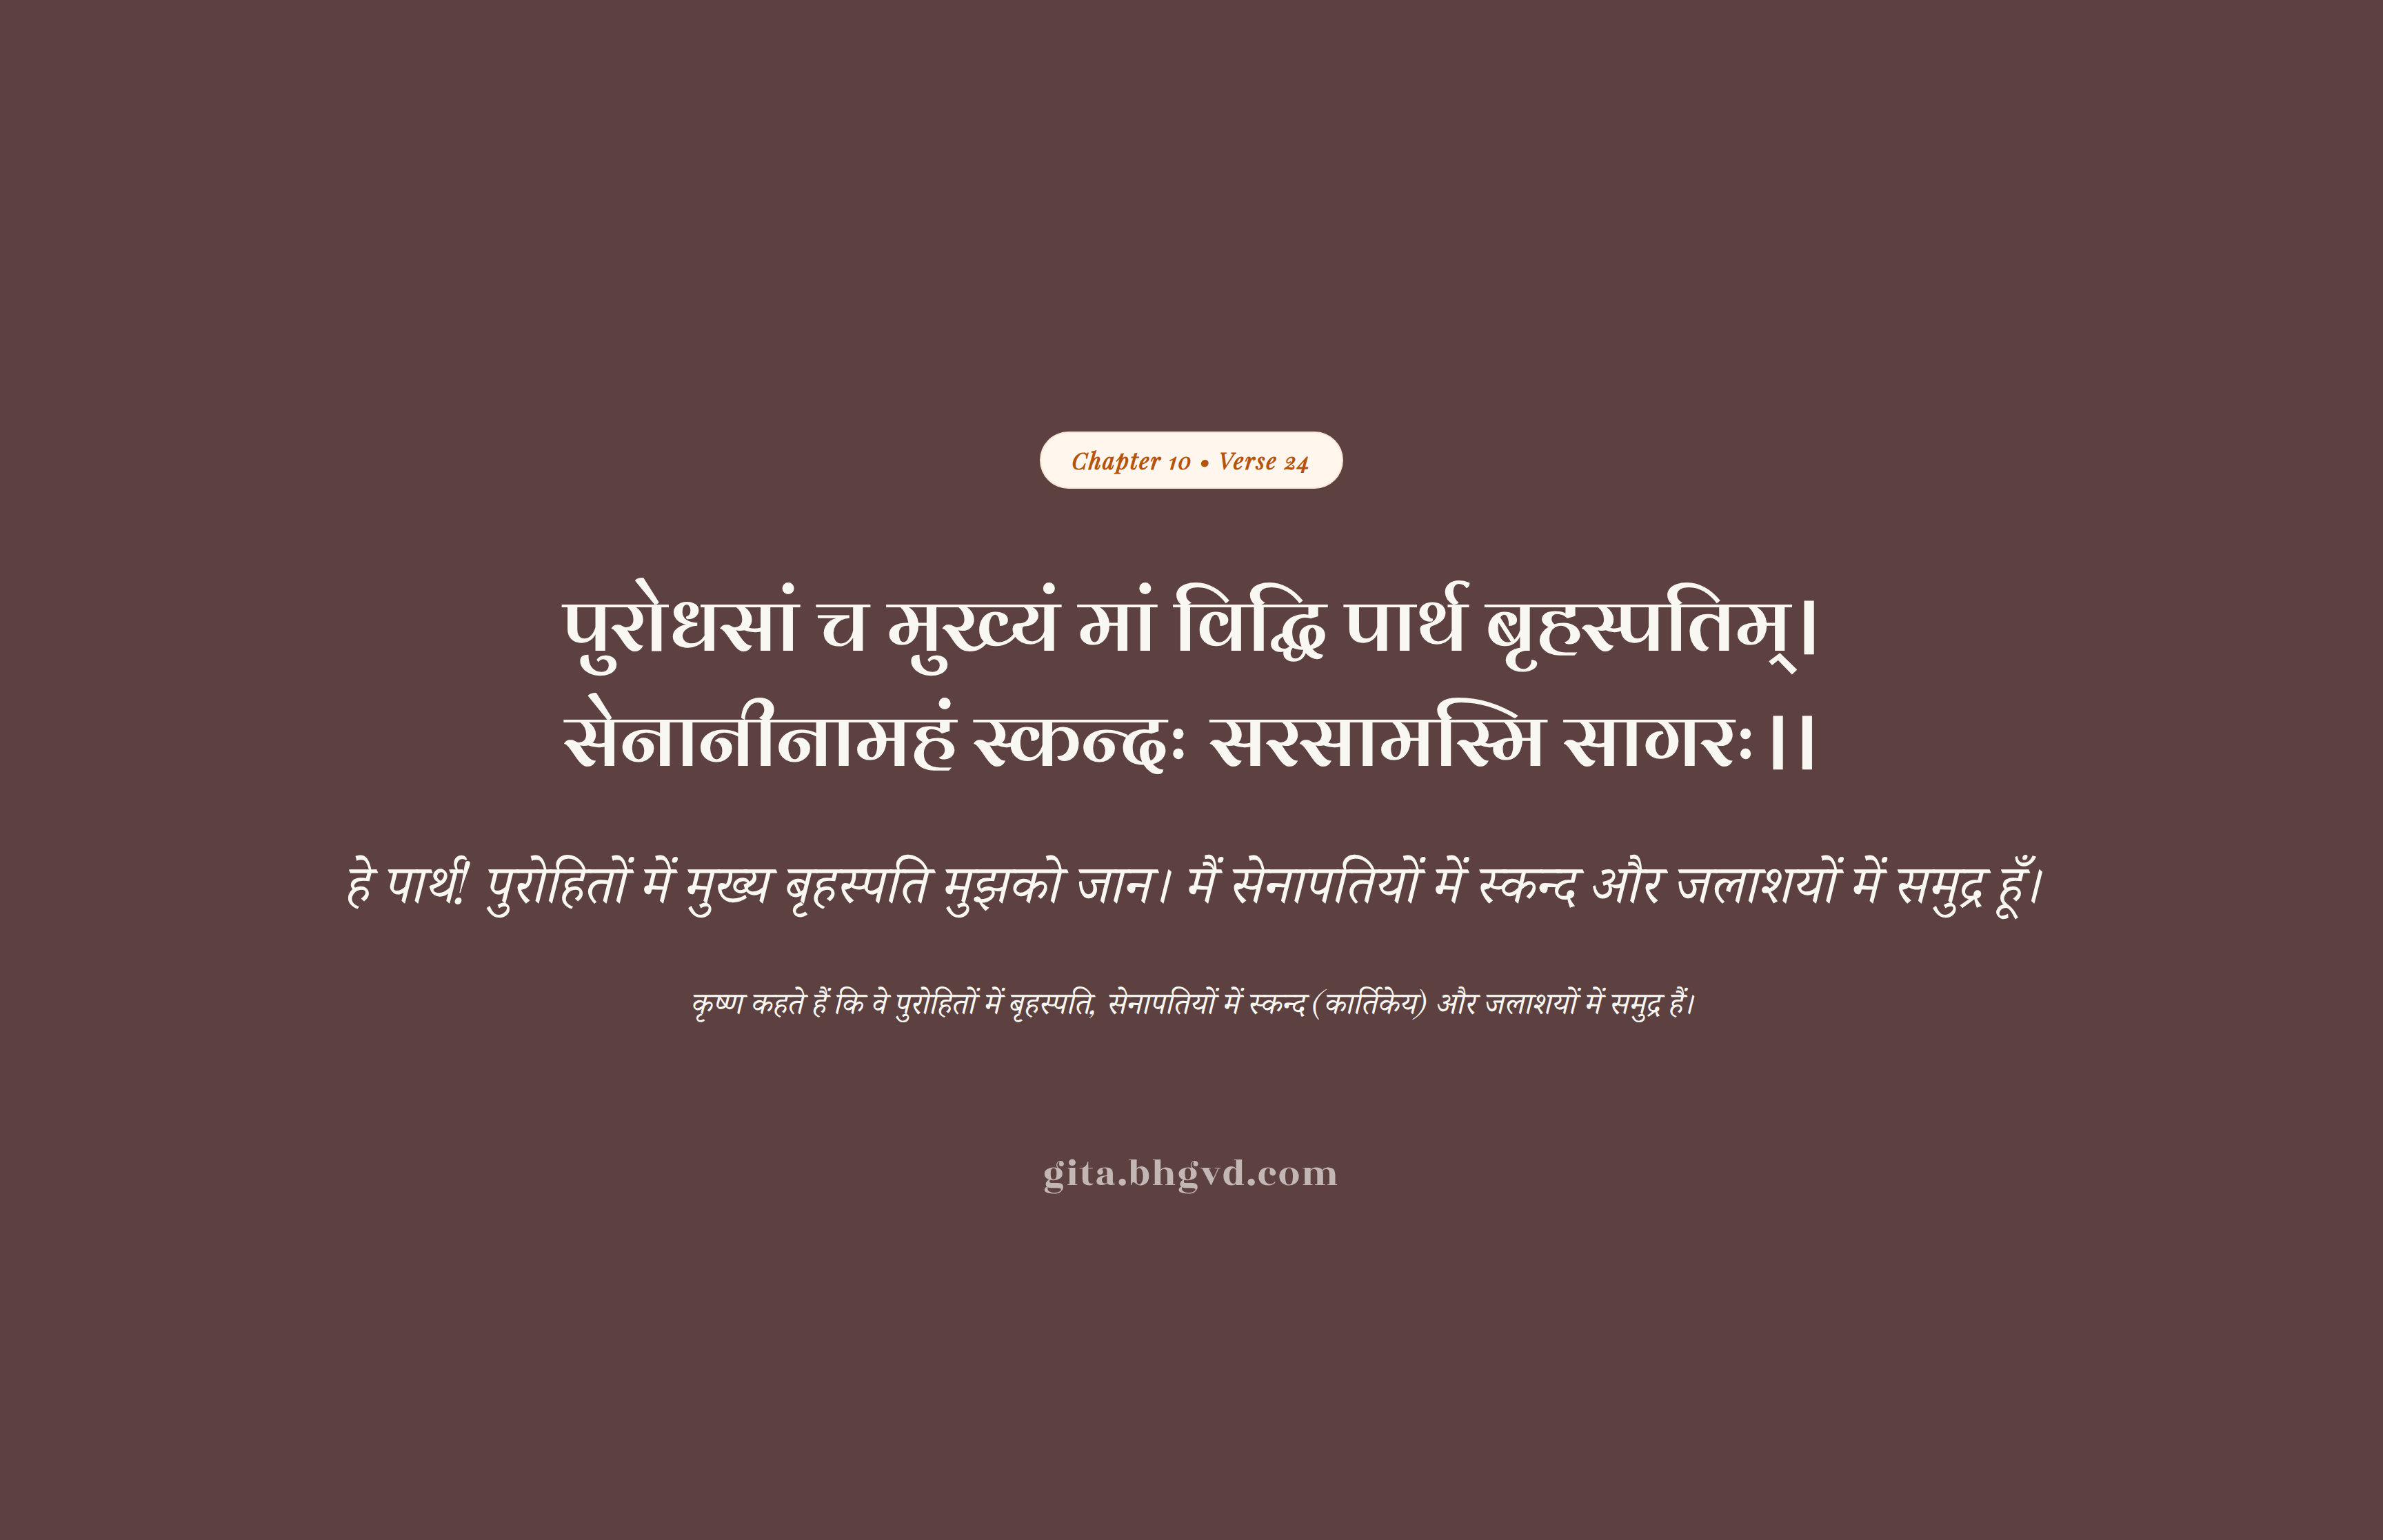 Chapter 10 • Verse 24
पुरोधसां च मुख्यं मां विद्धि पार्थ बृहस्पतिम्।
सेनानीनामहं स्कन्दः सरसामस्मि सागरः।।
हे पार्थ! पुरोहितों में मुख्य बृहस्पति मुझको जान। मैं सेनापतियों में स्कन्द और जलाशयों में समुद्र हूँ।
कृष्ण कहते हैं कि वे पुरोहितों में बृहस्पति, सेनापतियों में स्कन्द (कार्तिकेय) और जलाशयों में समुद्र हैं।
gita.bhgvd.com